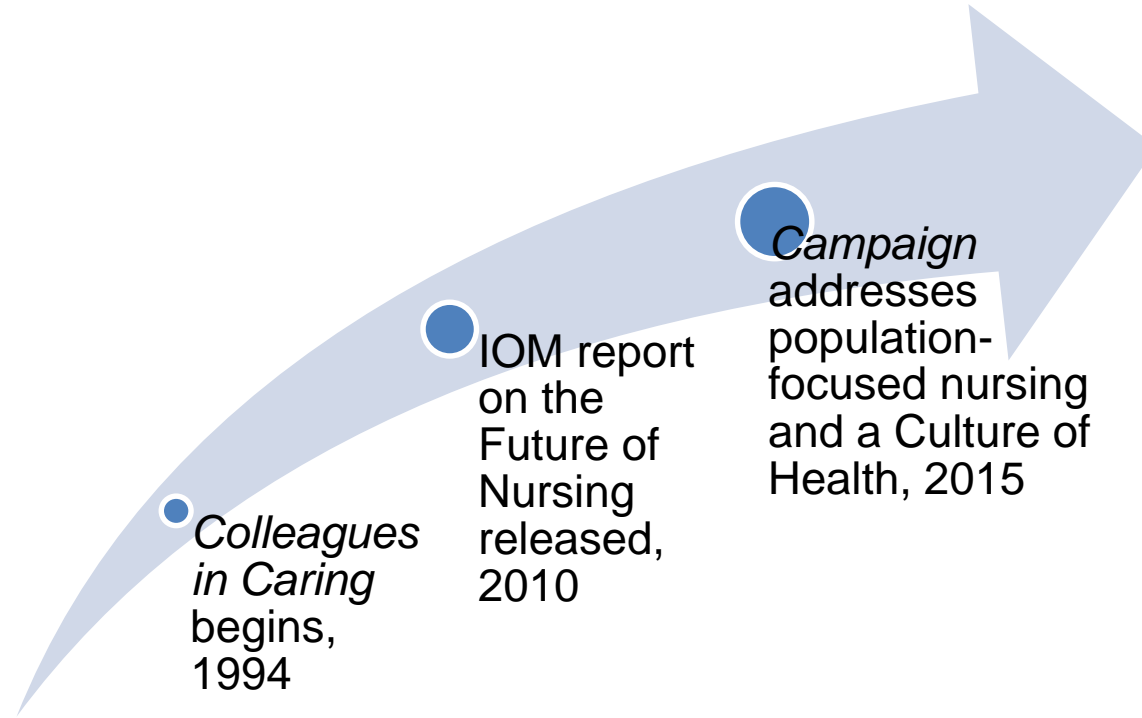 Colleagues
in Caring
begins,
1994
IOM report
on the
Future of
Nursing
released,
2010
Campaign
addresses
population-
focused nursing
and a Culture of
Health, 2015